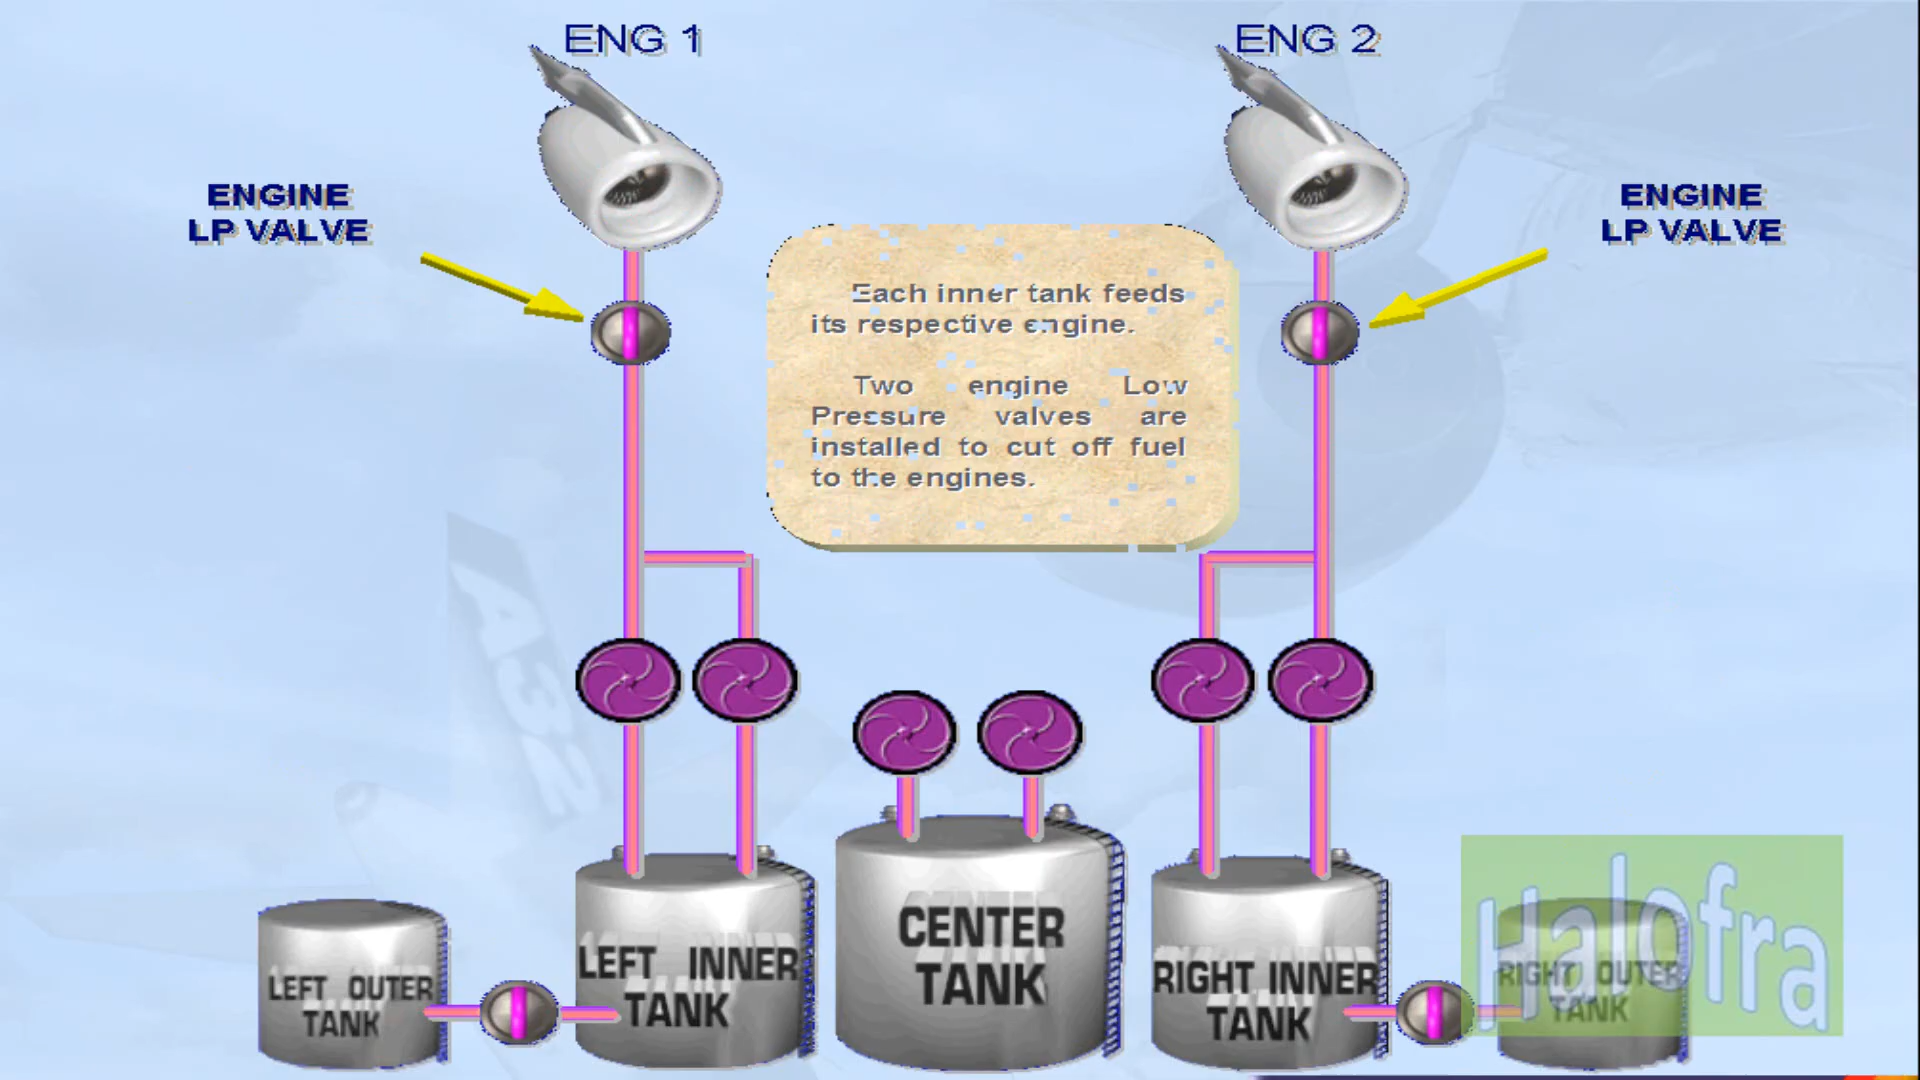 ENG 1
ENG 2
ENGINE
LP VALVE
ENGINE
LP VALVE
Each inner tank feeds
its respective engine.
Two engine Low
Pressure valves are
installed to cut off fuel
to the engines.
A32
CENTER
TANK
LEFT INNER
TANK
RIGHT INNER
TANK
LEFT OUTER
TANK
RIGHT OUTER
TANK
Halofra